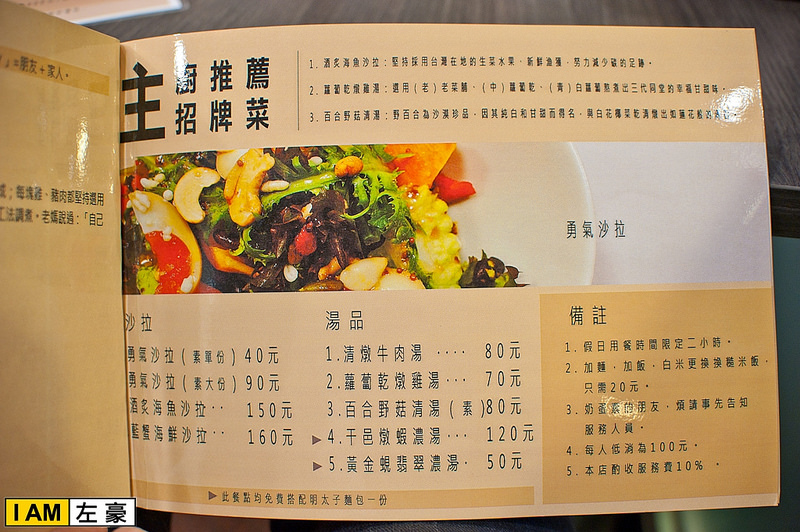 」=朋友+家人。
；每塊雞、豬肉都堅持選用
工法調煮。老媽說過：「自己
主廚推薦
招牌菜
1. 酒炙海魚沙拉：堅持採用台灣在地的生菜水果、新鮮漁獲，努力減少碳的足跡。
2. 蘿蔔乾燉雞湯：選用(老)老菜脯、(中)蘿蔔乾、(青)白蘿蔔熬煮出三代同堂的幸福甘甜味。
3. 百合野菇清湯：野百合為沙漠珍品，因其純白和甘甜而得名，與白花椰菜乾清燉出如蓮花般的
勇氣沙拉
沙拉
勇氣沙拉(素單份) 40元
勇氣沙拉(素大份) 90元
酒炙海魚沙拉·· 150元
藍蟹海鮮沙拉·· 160元
湯品
1.清燉牛肉湯 ···· 80元
2.蘿蔔乾燉雞湯··· 70元
3.百合野菇清湯(素)80元
▶4.干邑燉蝦濃湯··· 120元
▶5.黃金蜆翡翠濃湯· 50元
▶此餐點均免費搭配明太子麵包一份
備註
1. 假日用餐時間限定二小時。
2. 加麵、加飯，白米更換換糙米飯，
只需20元。
3. 奶蛋素的朋友，煩請事先告知
服務人員。
4. 每人低消為100元。
5. 本店酌收服務費10% 。
I AM 左豪